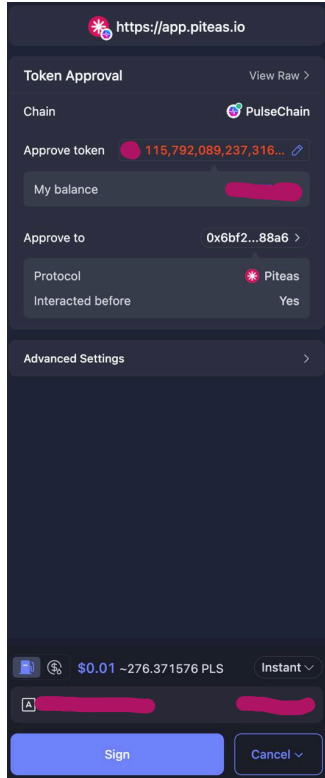 https://app.piteas.io
Token Approval View Raw >
Chain PulseChain
Approve token 115,792,089,237,316...
My balance
Approve to 0x6bf2...88a6 >
Protocol Piteas
Interacted before Yes
Advanced Settings >
$0.01 ~276.371576 PLS Instant
A
Sign Cancel